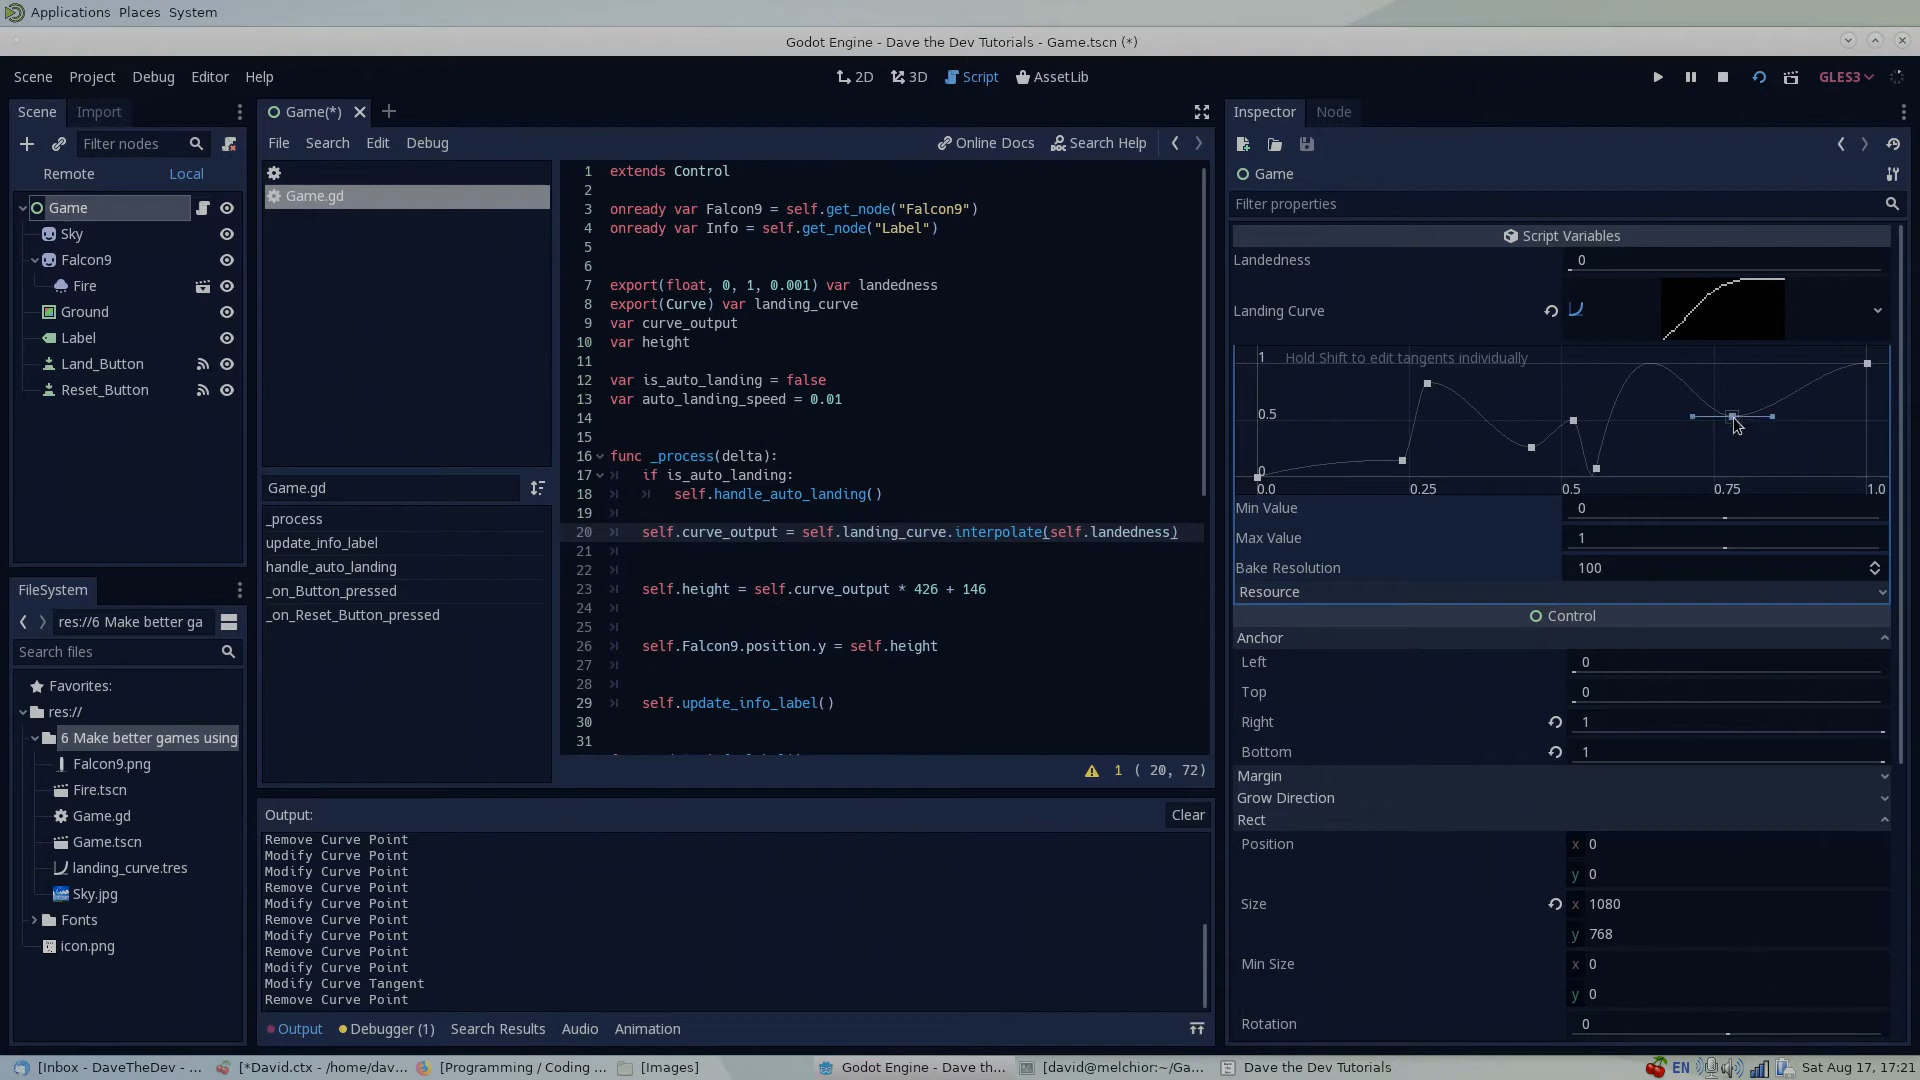 Applications Places System
Godot Engine - Dave the Dev Tutorials - Game.tscn (*)
Scene Project Debug Editor Help
2D 3D Script AssetLib
GLES3
Scene Import
Filter nodes
Remote Local
Game
Sky
Falcon9
Fire
Ground
Label
Land_Button
Reset_Button
FileSystem
res://6 Make better ga
Search files
Favorites:
res://
6 Make better games using
Falcon9.png
Fire.tscn
Game.gd
Game.tscn
landing_curve.tres
Sky.jpg
Fonts
icon.png
Game(*)
File Search Edit Debug
Online Docs Search Help
Game.gd
Game.gd
_process
update_info_label
handle_auto_landing
_on_Button_pressed
_on_Reset_Button_pressed
1 extends Control
2
3 onready var Falcon9 = self.get_node("Falcon9")
4 onready var Info = self.get_node("Label")
5
6
7 export(float, 0, 1, 0.001) var landedness
8 export(Curve) var landing_curve
9 var curve_output
10 var height
11
12 var is_auto_landing = false
13 var auto_landing_speed = 0.01
14
15
16 func _process(delta):
17 if is_auto_landing:
18 self.handle_auto_landing()
19
20 self.curve_output = self.landing_curve.interpolate(self.landedness)
21
22
23 self.height = self.curve_output * 426 + 146
24
25
26 self.Falcon9.position.y = self.height
27
28
29 self.update_info_label()
30
31
1 ( 20, 72)
Output: Clear
Remove Curve Point
Modify Curve Point
Modify Curve Point
Remove Curve Point
Modify Curve Point
Remove Curve Point
Modify Curve Point
Remove Curve Point
Modify Curve Point
Modify Curve Tangent
Remove Curve Point
Output Debugger (1) Search Results Audio Animation
Inspector Node
Game
Filter properties
Script Variables
Landedness 0
Landing Curve
1 Hold Shift to edit tangents individually
0.5
0
0.0 0.25 0.5 0.75 1.0
Min Value 0
Max Value 1
Bake Resolution 100
Resource
Control
Anchor
Left 0
Top 0
Right 1
Bottom 1
Margin
Grow Direction
Rect
Position x 0
y 0
Size x 1080
y 768
Min Size x 0
y 0
Rotation 0
[Inbox - DaveTheDev - ... [*David.ctx - /home/dav... [Programming / Coding ... [Images] Godot Engine - Dave th... [david@melchior:~/Ga... Dave the Dev Tutorials EN Sat Aug 17, 17:21